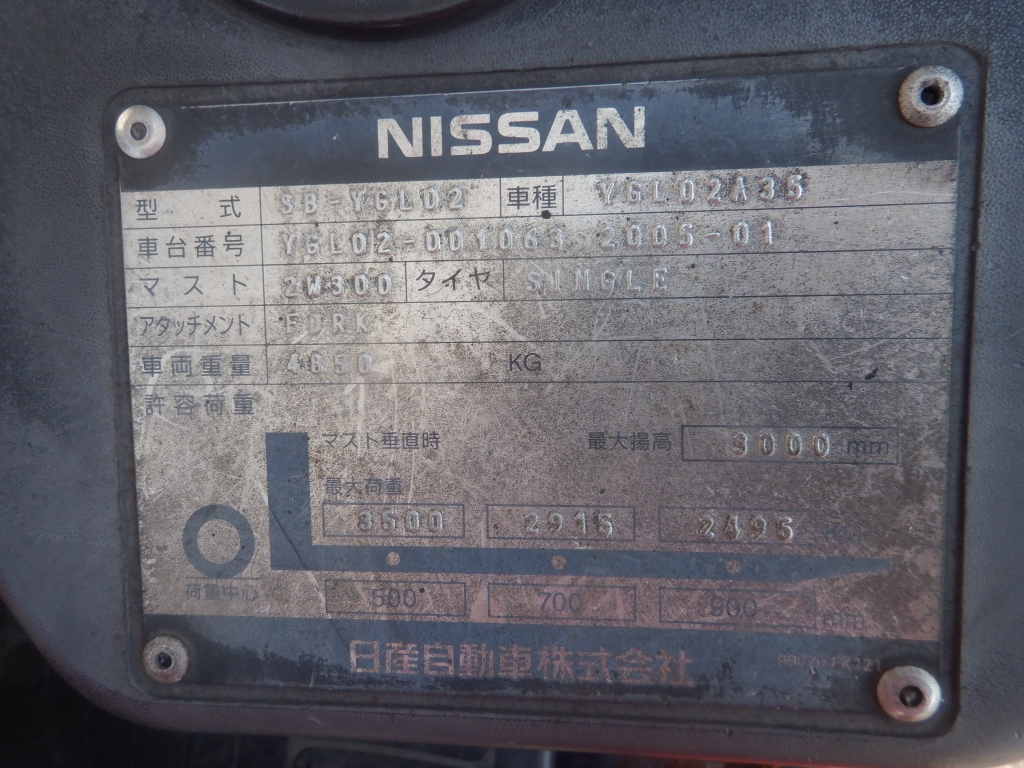 NISSAN
型式 SB-YGL02 車種 YGL02A35
車台番号 YGL02-001063 2005-01
マスト 2W300 タイヤ SINGLE
アタッチメント FORK
車両重量 4850 KG
許容荷重
マスト垂直時 最大揚高 3000 mm
最大荷重
3500 2915 2495
荷重中心 500 700 900 mm
日産自動車株式会社